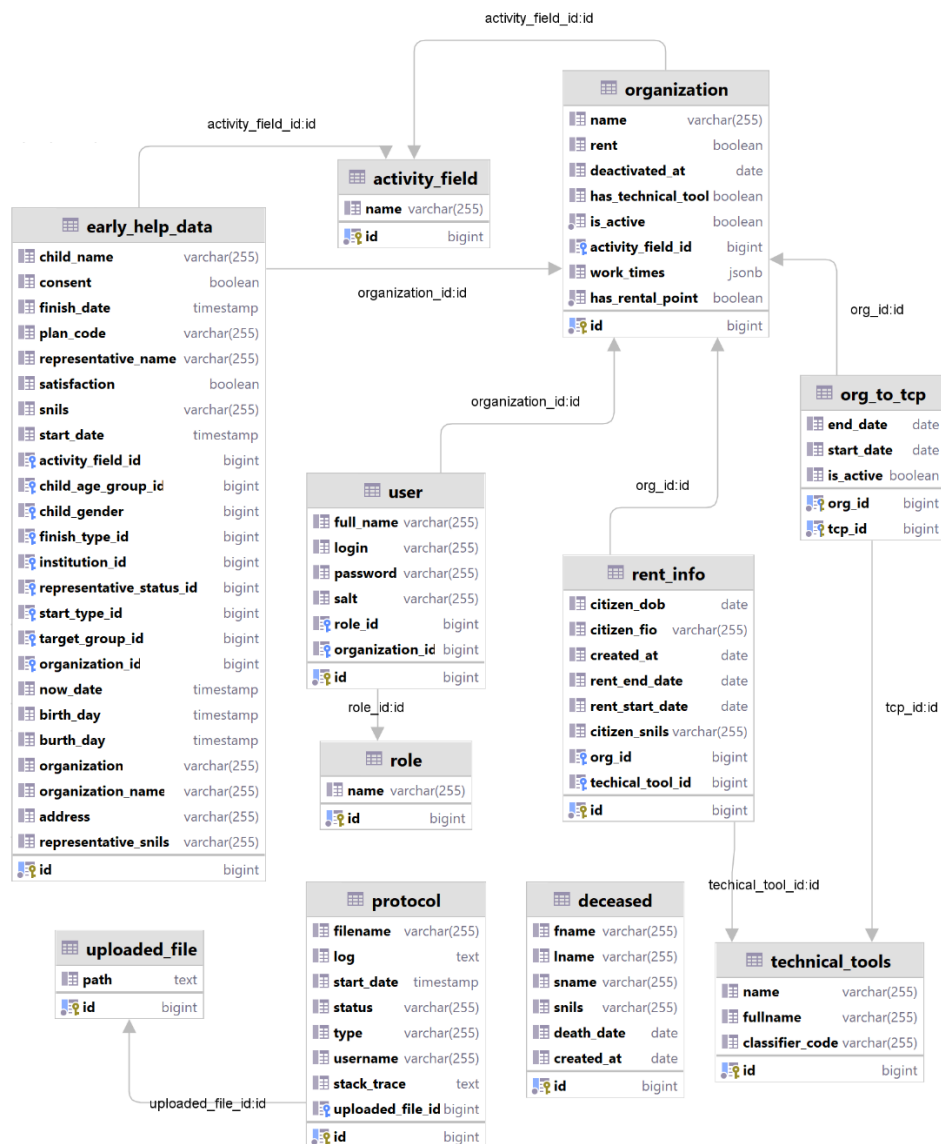 activity_field_id:id
organization
name varchar(255)
rent boolean
deactivated_at date
has_technical_tool boolean
is_active boolean
activity_field_id bigint
work_times jsonb
has_rental_point boolean
id bigint
activity_field_id:id
activity_field
name varchar(255)
id bigint
early_help_data
child_name varchar(255)
consent boolean
finish_date timestamp
plan_code varchar(255)
representative_name varchar(255)
satisfaction boolean
snils varchar(255)
start_date timestamp
activity_field_id bigint
child_age_group_id bigint
child_gender bigint
finish_type_id bigint
institution_id bigint
representative_status_id bigint
start_type_id bigint
target_group_id bigint
organization_id bigint
now_date timestamp
birth_day timestamp
burth_day timestamp
organization varchar(255)
organization_name varchar(255)
address varchar(255)
representative_snils varchar(255)
id bigint
organization_id:id
org_id:id
org_to_tcp
end_date date
start_date date
is_active boolean
org_id bigint
tcp_id bigint
organization_id:id
user
full_name varchar(255)
login varchar(255)
password varchar(255)
salt varchar(255)
role_id bigint
organization_id bigint
id bigint
org_id:id
rent_info
citizen_dob date
citizen_fio varchar(255)
created_at date
rent_end_date date
rent_start_date date
citizen_snils varchar(255)
org_id bigint
techical_tool_id bigint
id bigint
role_id:id
tcp_id:id
role
name varchar(255)
id bigint
techical_tool_id:id
protocol
filename varchar(255)
log text
start_date timestamp
status varchar(255)
type varchar(255)
username varchar(255)
stack_trace text
uploaded_file_id bigint
id bigint
deceased
fname varchar(255)
lname varchar(255)
sname varchar(255)
snils varchar(255)
death_date date
created_at date
id bigint
uploaded_file
path text
id bigint
technical_tools
name varchar(255)
fullname varchar(255)
classifier_code varchar(255)
id bigint
uploaded_file_id:id